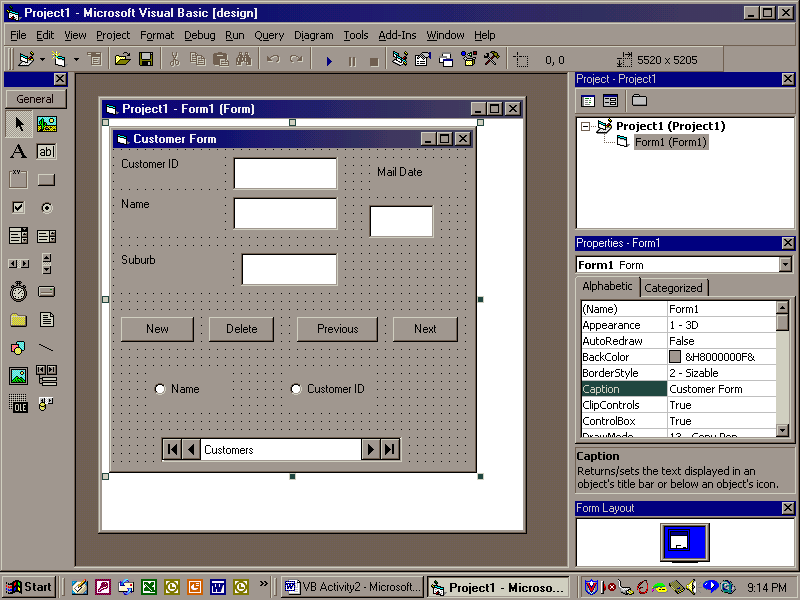 Project1 - Microsoft Visual Basic [design]
File Edit View Project Format Debug Run Query Diagram Tools Add-Ins Window Help
0, 0 5520 x 5205
General
A ab|
XV
OLE
Project1 - Form1 (Form)
Customer Form
Customer ID
Mail Date
Name
Suburb
New Delete Previous Next
Name Customer ID
Customers
Project - Project1
Project1 (Project1)
Form1 (Form1)
Properties - Form1
Form1 Form
Alphabetic Categorized
(Name) Form1
Appearance 1 - 3D
AutoRedraw False
BackColor &H8000000F&
BorderStyle 2 - Sizable
Caption Customer Form
ClipControls True
ControlBox True
DrawMode 13 - Copy Pen
Caption
Returns/sets the text displayed in an
object's title bar or below an object's icon.
Form Layout
Start » VB Activity2 - Microsoft... Project1 - Microso... 9:14 PM